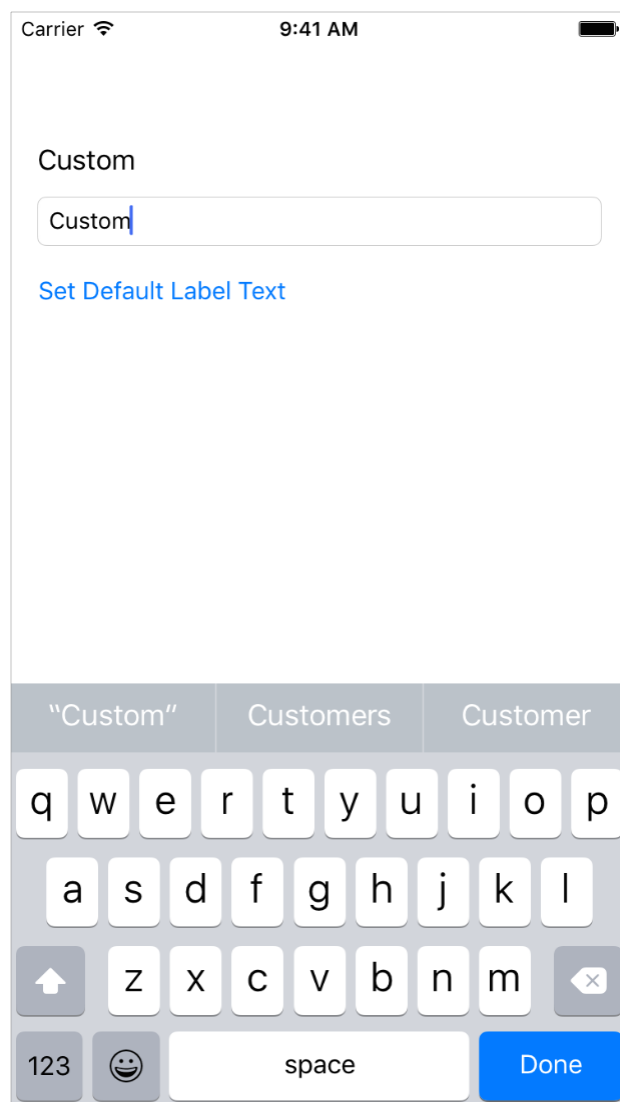 Carrier 9:41 AM
Custom
Custom
Set Default Label Text
“Custom” Customers Customer
q w e r t y u i o p
a s d f g h j k l
z x c v b n m
123 space Done